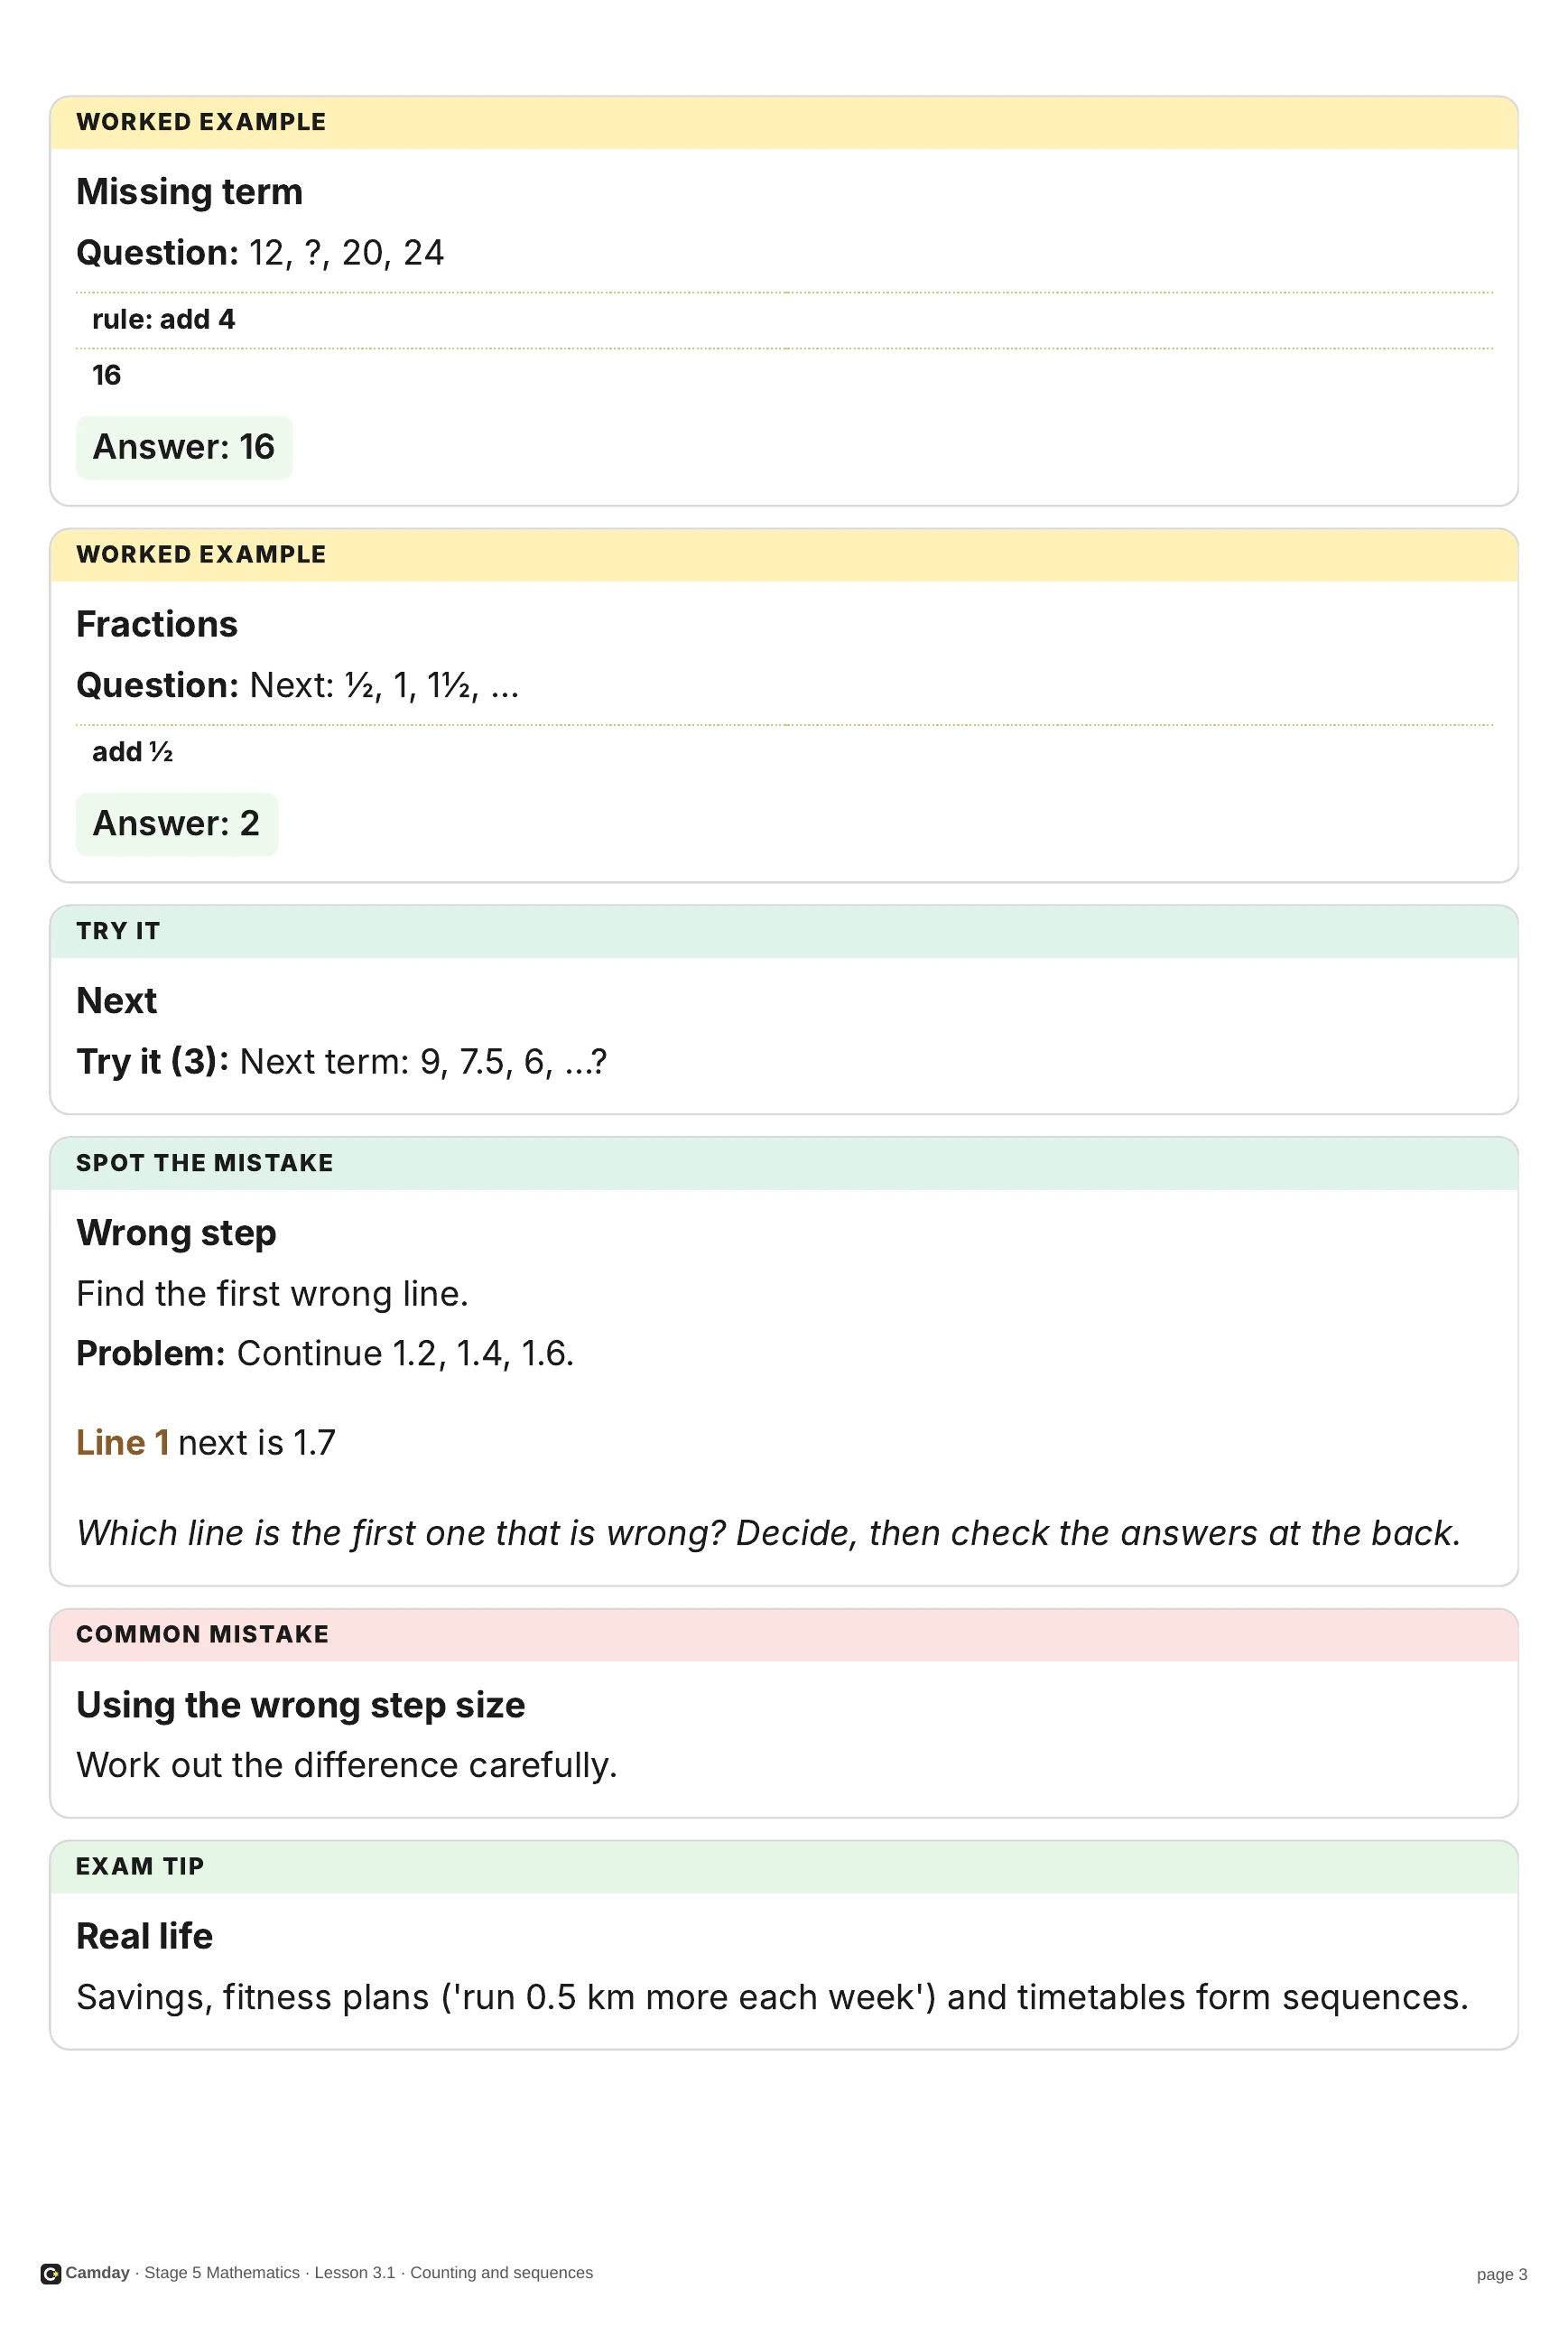 WORKED EXAMPLE
Missing term
Question: 12, ?, 20, 24
rule: add 4
16
Answer: 16
WORKED EXAMPLE
Fractions
Question: Next: ½, 1, 1½, ...
add ½
Answer: 2
TRY IT
Next
Try it (3): Next term: 9, 7.5, 6, ...?
SPOT THE MISTAKE
Wrong step
Find the first wrong line.
Problem: Continue 1.2, 1.4, 1.6.
Line 1 next is 1.7
Which line is the first one that is wrong? Decide, then check the answers at the back.
COMMON MISTAKE
Using the wrong step size
Work out the difference carefully.
EXAM TIP
Real life
Savings, fitness plans ('run 0.5 km more each week') and timetables form sequences.
Camday · Stage 5 Mathematics · Lesson 3.1 · Counting and sequences
page 3